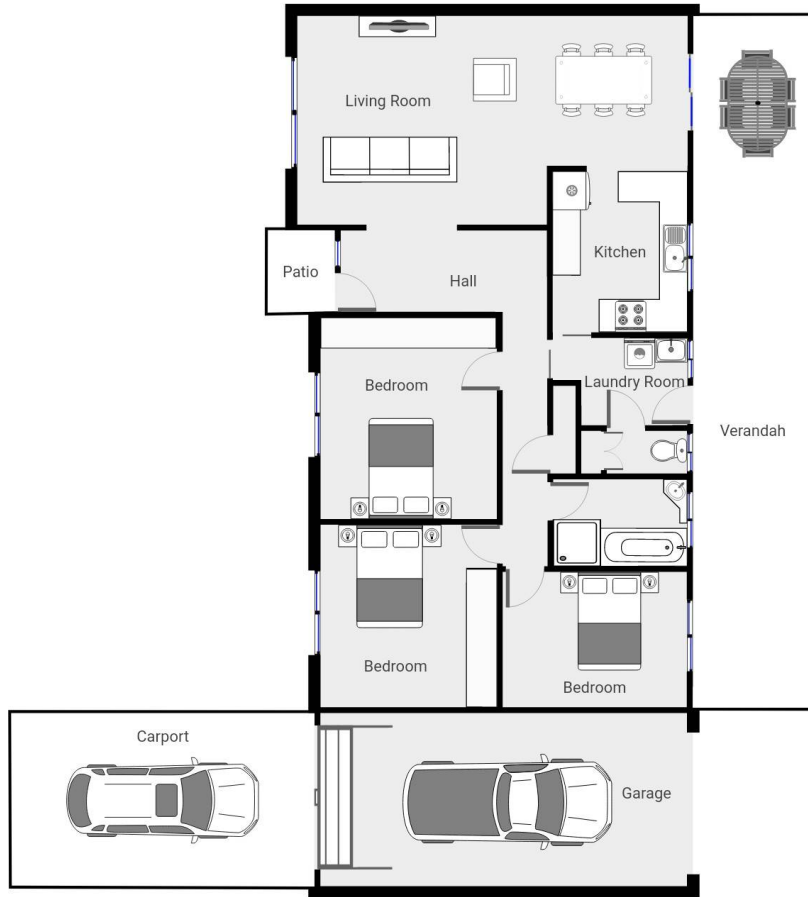 Living Room
Kitchen
Patio
Hall
Bedroom
Laundry Room
Verandah
Bedroom
Bedroom
Carport
Garage